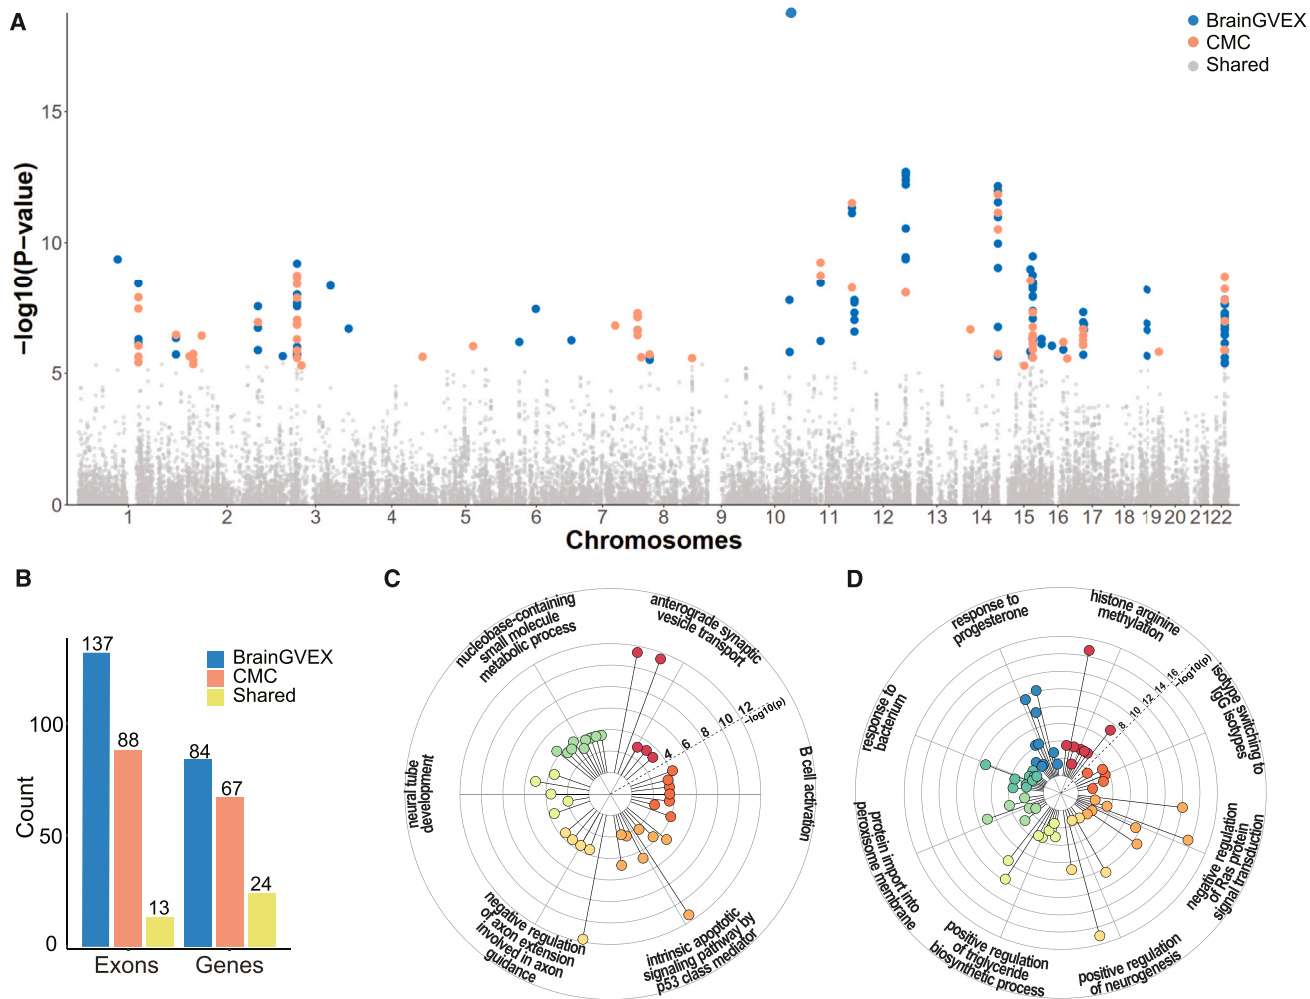 A
BrainGVEX
CMC
Shared
−log10(P−value)
15
10
5
0
1 2 3 4 5 6 7 8 9 10 11 12 13 14 15 16 17 18 19 20 2122
Chromosomes
B
137
88
13
84
67
24
BrainGVEX
CMC
Shared
Count
100
50
0
Exons Genes
C
nucleobase-containing
small molecule
metabolic process
anterograde synaptic
vesicle transport
B cell activation
intrinsic apoptotic
signaling pathway by
p53 class mediator
negative regulation
of axon extension
involved in axon
guidance
neural tube
development
4 6 8 10 12
−log10(p)
D
response to
progesterone
histone arginine
methylation
isotype switching to
IgG isotypes
negative regulation
of Ras protein
signal transduction
positive regulation
of neurogenesis
positive regulation
of triglyceride
biosynthetic process
protein import into
peroxisome membrane
response to
bacterium
8 10 12 14 16
−log10(p)